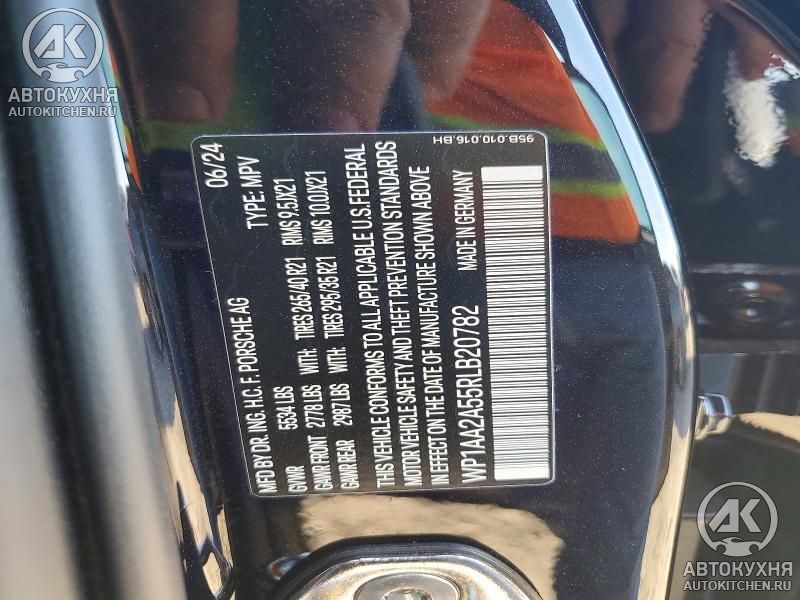 MFD BY DR. ING. H.C. F. PORSCHE AG 06/24
GVWR 5534 LBS TYPE: MPV
GAWR FRONT 2778 LBS WITH: TIRES 265/40 R21 RIMS 9.5JX21
GAWR REAR 2987 LBS WITH: TIRES 295/35 R21 RIMS 10.0JX21
THIS VEHICLE CONFORMS TO ALL APPLICABLE U.S. FEDERAL
MOTOR VEHICLE SAFETY AND THEFT PREVENTION STANDARDS
IN EFFECT ON THE DATE OF MANUFACTURE SHOWN ABOVE
WP1AA2A55RLB20782 MADE IN GERMANY
95B.010.016.BH
АК
АВТОКУХНЯ
AUTOKITCHEN.RU
АК
АВТОКУХНЯ
AUTOKITCHEN.RU